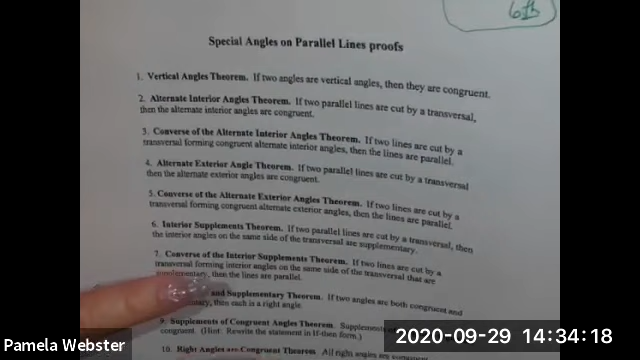 6th
Special Angles on Parallel Lines proofs
1. Vertical Angles Theorem. If two angles are vertical angles, then they are congruent.
2. Alternate Interior Angles Theorem. If two parallel lines are cut by a transversal,
then the alternate interior angles are congruent.
3. Converse of the Alternate Interior Angles Theorem. If two lines are cut by a
transversal forming congruent alternate interior angles, then the lines are parallel.
4. Alternate Exterior Angle Theorem. If two parallel lines are cut by a transversal
then the alternate exterior angles are congruent.
5. Converse of the Alternate Exterior Angles Theorem. If two lines are cut by a
transversal forming congruent alternate exterior angles, then the lines are parallel.
6. Interior Supplements Theorem. If two parallel lines are cut by a transversal, then
the interior angles on the same side of the transversal are supplementary.
7. Converse of the Interior Supplements Theorem. If two lines are cut by a
transversal forming interior angles on the same side of the transversal that are
supplementary, then the lines are parallel.
and Supplementary Theorem. If two angles are both congruent and
then each is a right angle.
9. Supplements of Congruent Angles Theorem.
congruent. (Hint: Rewrite the statement in If-then form.)
10. Right Angles are Congruent Theorem. All right angles are
Pamela Webster
2020-09-29 14:34:18